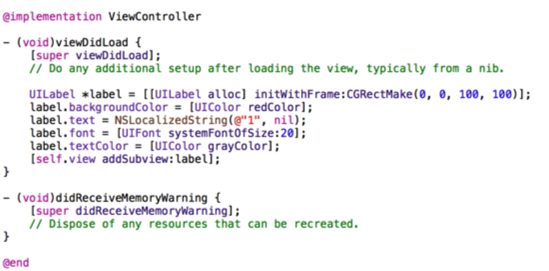 @implementation ViewController
- (void)viewDidLoad {
[super viewDidLoad];
// Do any additional setup after loading the view, typically from a nib.
UILabel *label = [[UILabel alloc] initWithFrame:CGRectMake(0, 0, 100, 100)];
label.backgroundColor = [UIColor redColor];
label.text = NSLocalizedString(@"1", nil);
label.font = [UIFont systemFontOfSize:20];
label.textColor = [UIColor grayColor];
[self.view addSubview:label];
}
- (void)didReceiveMemoryWarning {
[super didReceiveMemoryWarning];
// Dispose of any resources that can be recreated.
}
@end